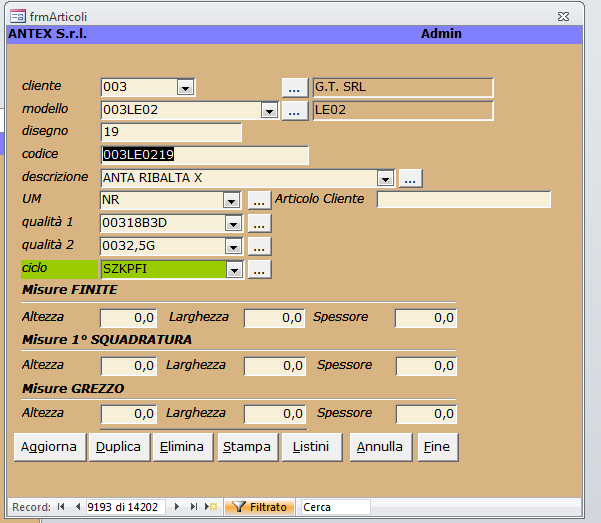 frmArticoli
ANTEX S.r.l. Admin
cliente 003 ... G.T. SRL
modello 003LE02 ... LE02
disegno 19
codice 003LE0219
descrizione ANTA RIBALTA X ...
UM NR ... Articolo Cliente
qualità 1 00318B3D ...
qualità 2 0032,5G ...
ciclo SZKPFI ...
Misure FINITE
Altezza 0,0 Larghezza 0,0 Spessore 0,0
Misure 1° SQUADRATURA
Altezza 0,0 Larghezza 0,0 Spessore 0,0
Misure GREZZO
Altezza 0,0 Larghezza 0,0 Spessore 0,0
Aggiorna Duplica Elimina Stampa Listini Annulla Fine
Record: 9193 di 14202 Filtrato Cerca